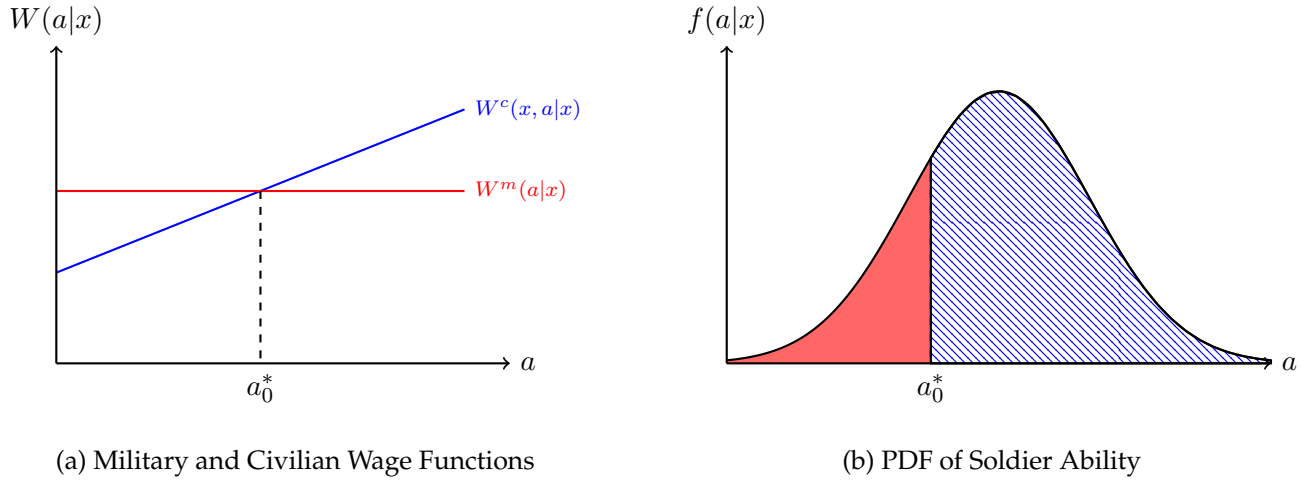 W(a|x)
W^c(x, a|x)
W^m(a|x)
a
a_0^*
(a) Military and Civilian Wage Functions
f(a|x)
a
a_0^*
(b) PDF of Soldier Ability